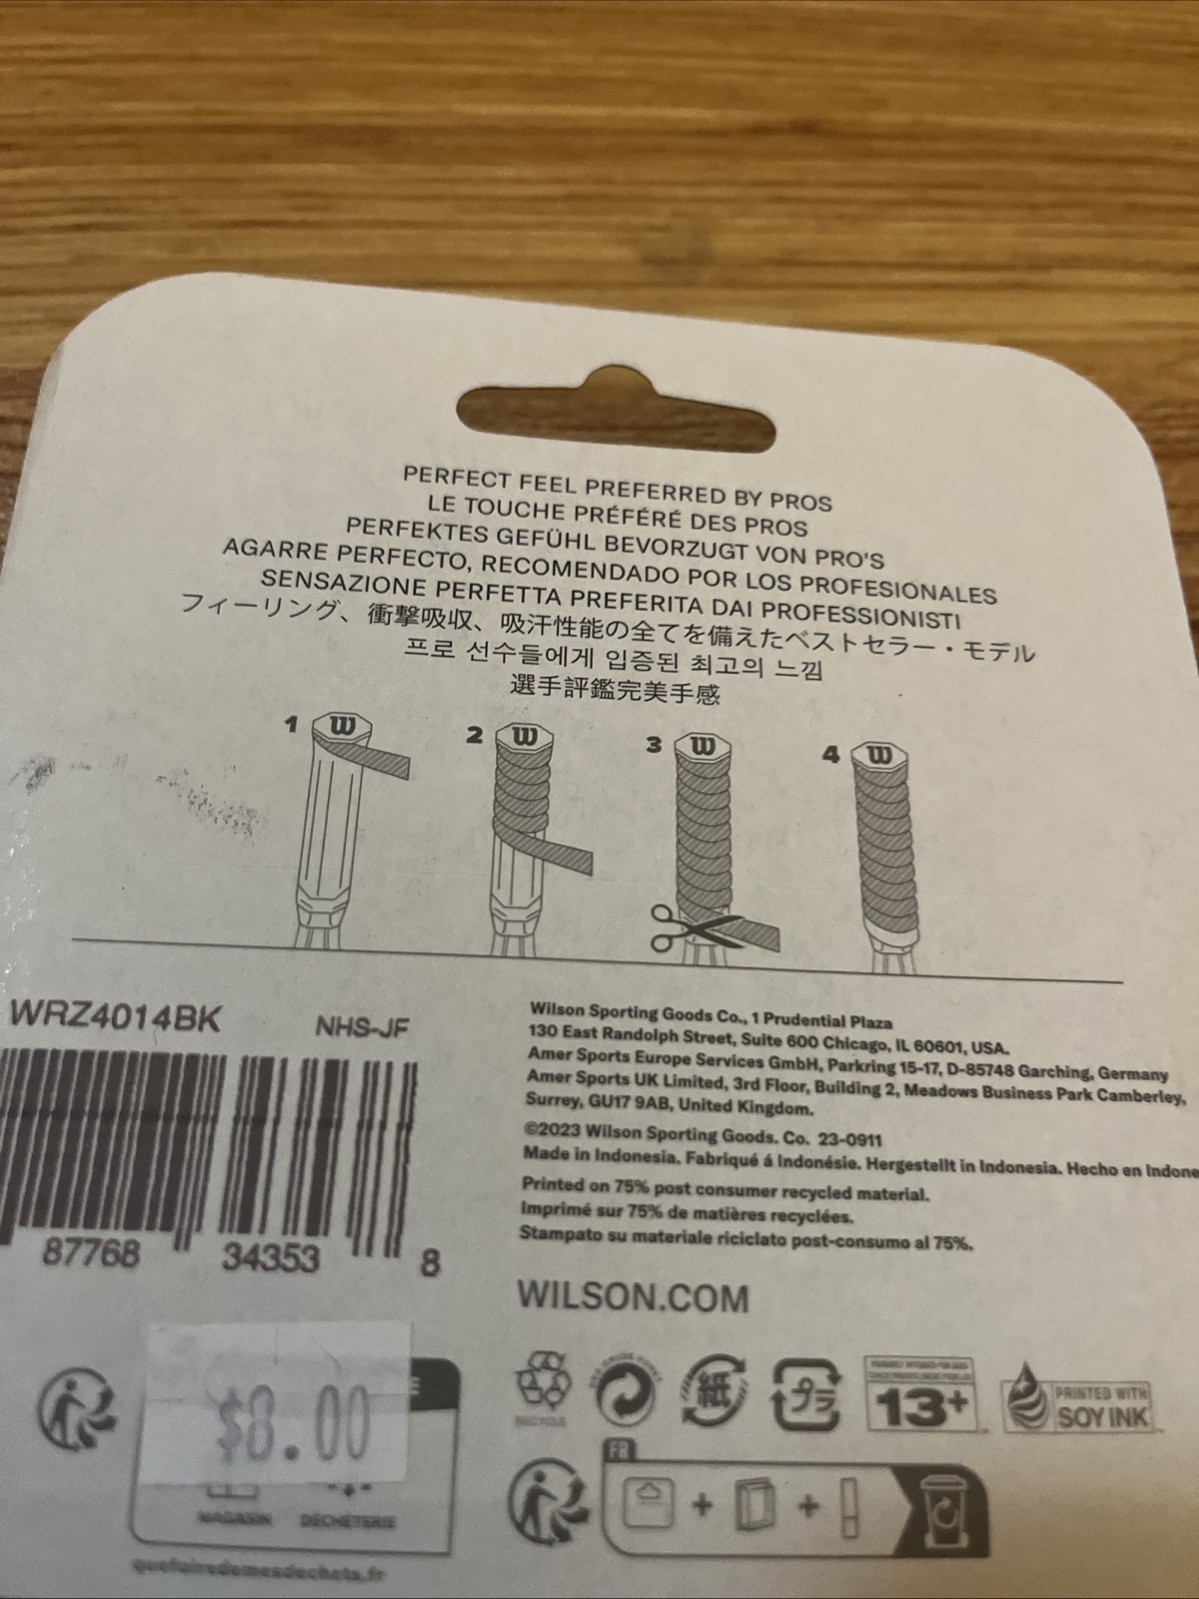 PERFECT FEEL PREFERRED BY PROS
LE TOUCHE PRÉFÉRÉ DES PROS
PERFEKTES GEFÜHL BEVORZUGT VON PRO'S
AGARRE PERFECTO, RECOMENDADO POR LOS PROFESIONALES
SENSAZIONE PERFETTA PREFERITA DAI PROFESSIONISTI
フィーリング、衝撃吸収、吸汗性能の全てを備えたベストセラー・モデル
프로 선수들에게 입증된 최고의 느낌
選手評鑑完美手感
1 W 2 W 3 W 4 W
WRZ4014BK NHS-JF
87768 34353 8
Wilson Sporting Goods Co., 1 Prudential Plaza
130 East Randolph Street, Suite 600 Chicago, IL 60601, USA.
Amer Sports Europe Services GmbH, Parkring 15-17, D-85748 Garching, Germany
Amer Sports UK Limited, 3rd Floor, Building 2, Meadows Business Park Camberley,
Surrey, GU17 9AB, United Kingdom.
©2023 Wilson Sporting Goods. Co. 23-0911
Made in Indonesia. Fabriqué á Indonésie. Hergestellt in Indonesia. Hecho en Indone
Printed on 75% post consumer recycled material.
Imprimé sur 75% de matières recyclées.
Stampato su materiale riciclato post-consumo al 75%.
WILSON.COM
RECYCLE
紙
プラ
13+
PRINTED WITH
SOY INK
$8.00
E
MAGASIN DÉCHÈTERIE
quefairedemesdechets.fr
FR